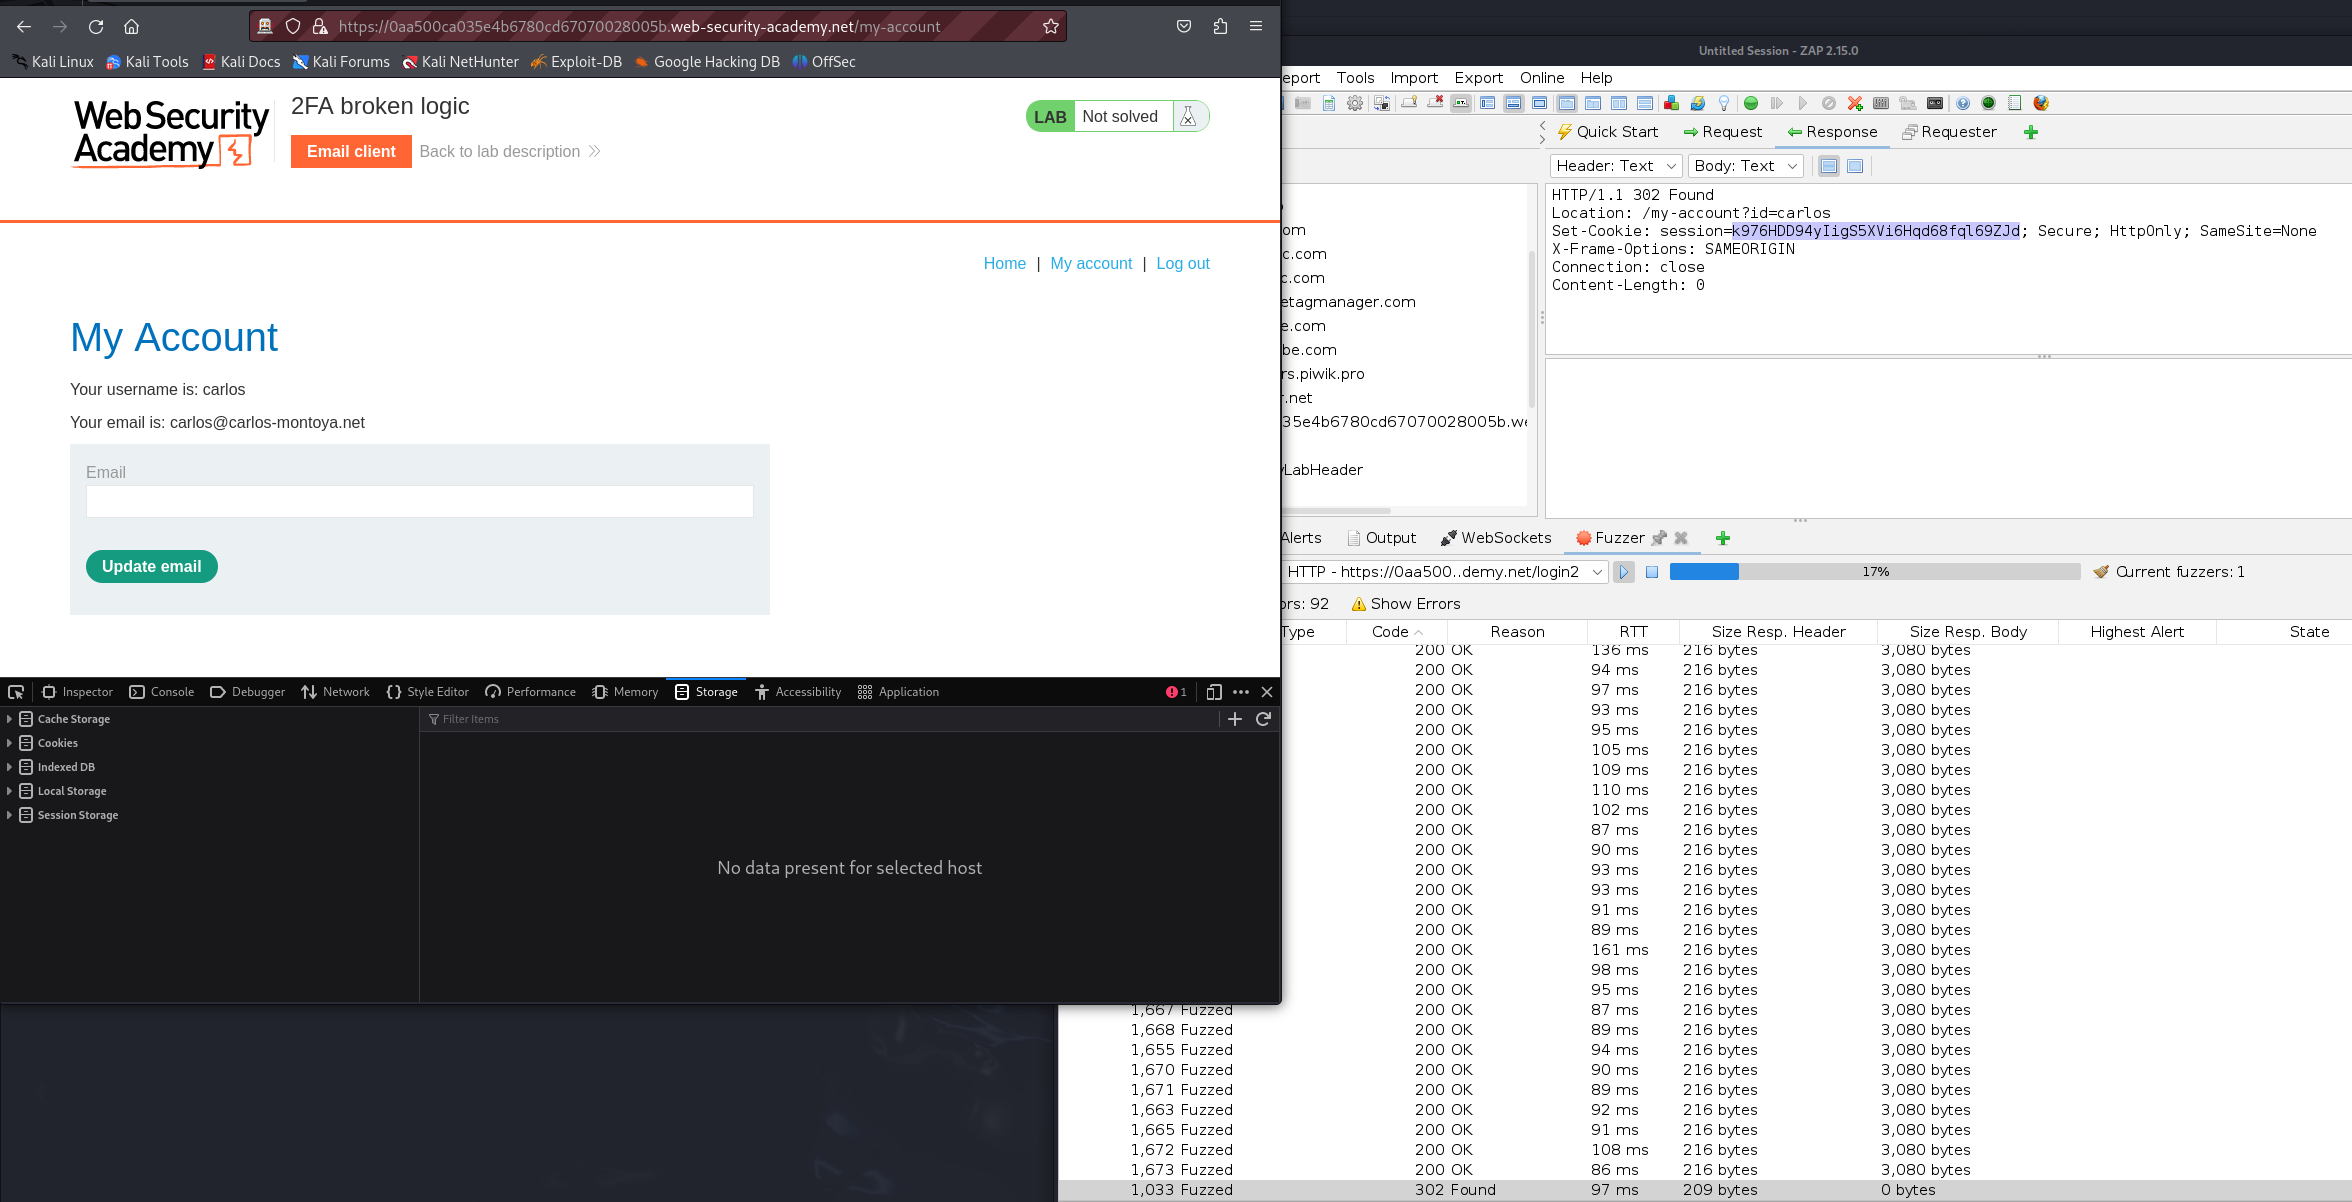 https://0aa500ca035e4b6780cd67070028005b.web-security-academy.net/my-account
Kali Linux Kali Tools Kali Docs Kali Forums Kali NetHunter Exploit-DB Google Hacking DB OffSec
WebSecurity
Academy
2FA broken logic
Email client Back to lab description
LAB Not solved
Home | My account | Log out
My Account
Your username is: carlos
Your email is: carlos@carlos-montoya.net
Email
Update email
Inspector Console Debugger Network Style Editor Performance Memory Storage Accessibility Application 1
Cache Storage
Cookies
Indexed DB
Local Storage
Session Storage
Filter Items
No data present for selected host
Untitled Session - ZAP 2.15.0
eport Tools Import Export Online Help
Quick Start Request Response Requester
Header: Text Body: Text
HTTP/1.1 302 Found
Location: /my-account?id=carlos
Set-Cookie: session=k976HDD94yIigS5XVi6Hqd68fql69ZJd; Secure; HttpOnly; SameSite=None
X-Frame-Options: SAMEORIGIN
Connection: close
Content-Length: 0
om
c.com
c.com
etagmanager.com
e.com
be.com
rs.piwik.pro
r.net
35e4b6780cd67070028005b.we
yLabHeader
Alerts Output WebSockets Fuzzer
HTTP - https://0aa500..demy.net/login2 17% Current fuzzers: 1
ors: 92 Show Errors
Type Code Reason RTT Size Resp. Header Size Resp. Body Highest Alert State
200 OK 136 ms 216 bytes 3,080 bytes
200 OK 94 ms 216 bytes 3,080 bytes
200 OK 97 ms 216 bytes 3,080 bytes
200 OK 93 ms 216 bytes 3,080 bytes
200 OK 95 ms 216 bytes 3,080 bytes
200 OK 105 ms 216 bytes 3,080 bytes
200 OK 109 ms 216 bytes 3,080 bytes
200 OK 110 ms 216 bytes 3,080 bytes
200 OK 102 ms 216 bytes 3,080 bytes
200 OK 87 ms 216 bytes 3,080 bytes
200 OK 90 ms 216 bytes 3,080 bytes
200 OK 93 ms 216 bytes 3,080 bytes
200 OK 93 ms 216 bytes 3,080 bytes
200 OK 91 ms 216 bytes 3,080 bytes
200 OK 89 ms 216 bytes 3,080 bytes
200 OK 161 ms 216 bytes 3,080 bytes
200 OK 98 ms 216 bytes 3,080 bytes
200 OK 95 ms 216 bytes 3,080 bytes
1,667 Fuzzed 200 OK 87 ms 216 bytes 3,080 bytes
1,668 Fuzzed 200 OK 89 ms 216 bytes 3,080 bytes
1,655 Fuzzed 200 OK 94 ms 216 bytes 3,080 bytes
1,670 Fuzzed 200 OK 90 ms 216 bytes 3,080 bytes
1,671 Fuzzed 200 OK 89 ms 216 bytes 3,080 bytes
1,663 Fuzzed 200 OK 92 ms 216 bytes 3,080 bytes
1,665 Fuzzed 200 OK 91 ms 216 bytes 3,080 bytes
1,672 Fuzzed 200 OK 108 ms 216 bytes 3,080 bytes
1,673 Fuzzed 200 OK 86 ms 216 bytes 3,080 bytes
1,033 Fuzzed 302 Found 97 ms 209 bytes 0 bytes